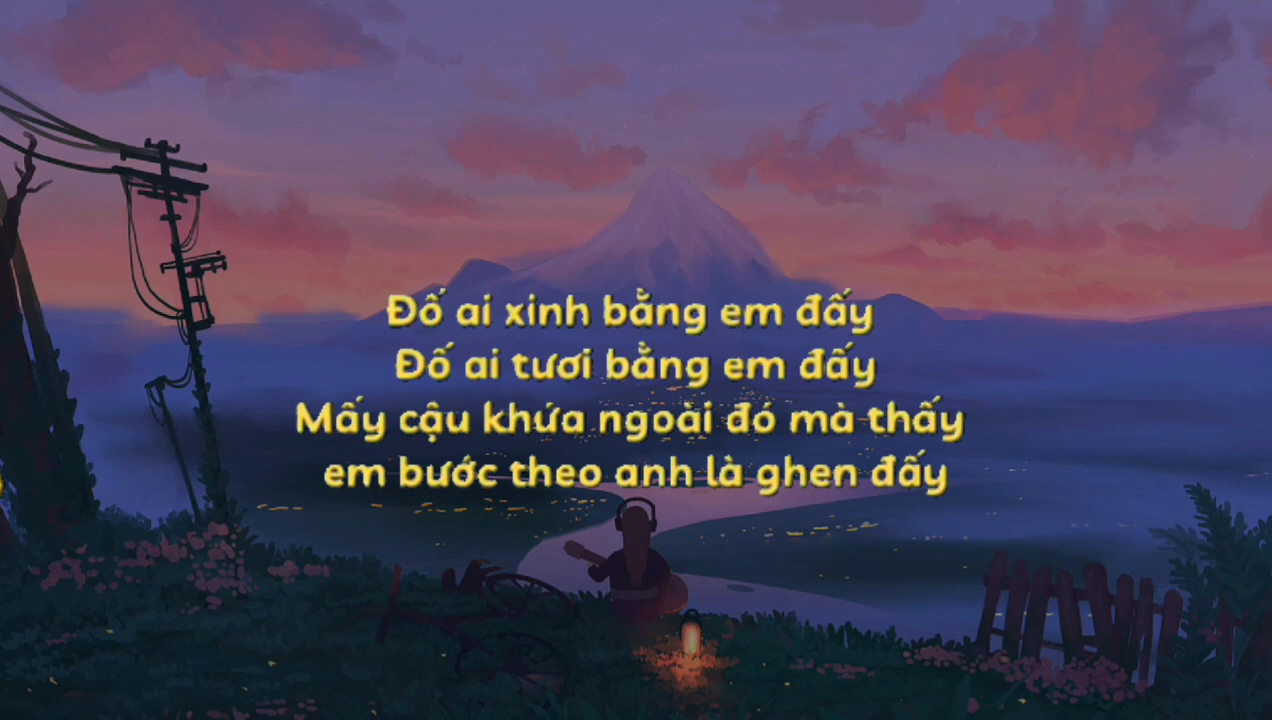 Đố ai xinh bằng em đấy
Đố ai tươi bằng em đấy
Mấy cậu khứa ngoài đó mà thấy
em bước theo anh là ghen đấy